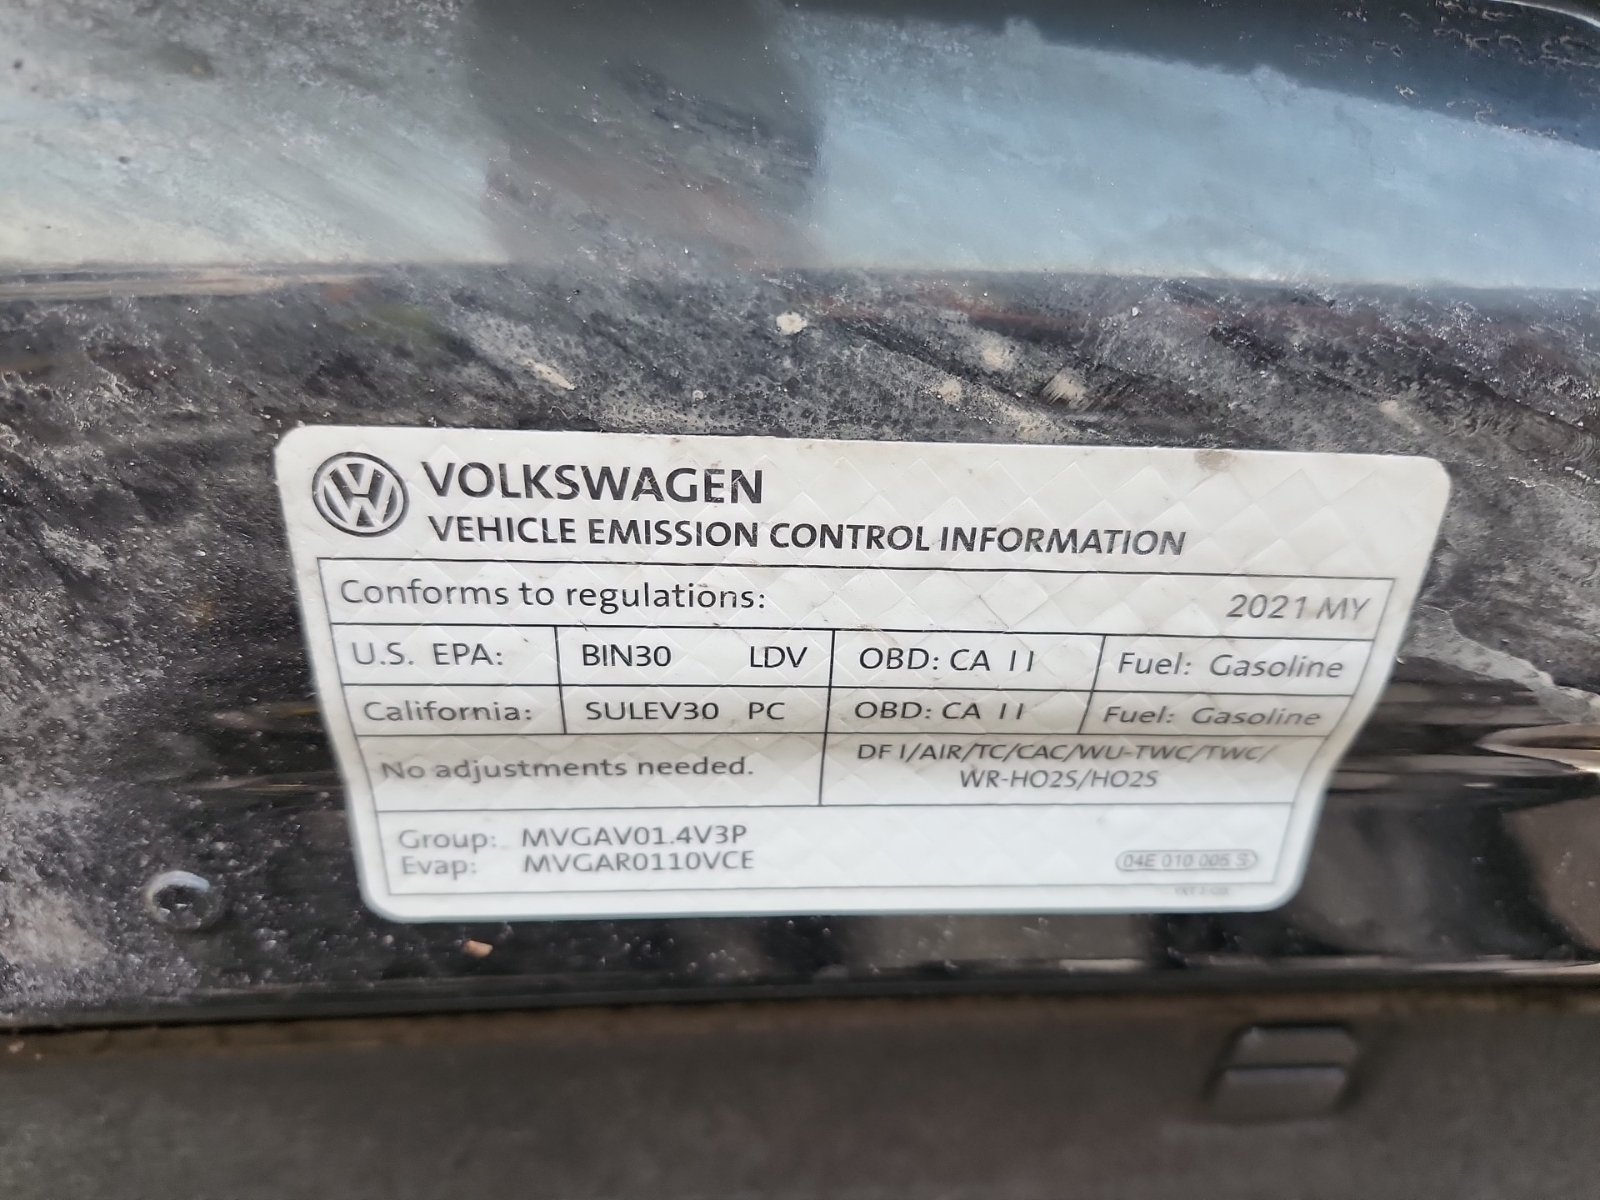 VOLKSWAGEN
VEHICLE EMISSION CONTROL INFORMATION
Conforms to regulations: 2021 MY
U.S. EPA: BIN30 LDV OBD: CA II Fuel: Gasoline
California: SULEV30 PC OBD: CA II Fuel: Gasoline
No adjustments needed. DFI/AIR/TC/CAC/WU-TWC/TWC/
WR-HO2S/HO2S
Group: MVGAV01.4V3P
Evap: MVGAR0110VCE
04E 010 005 S